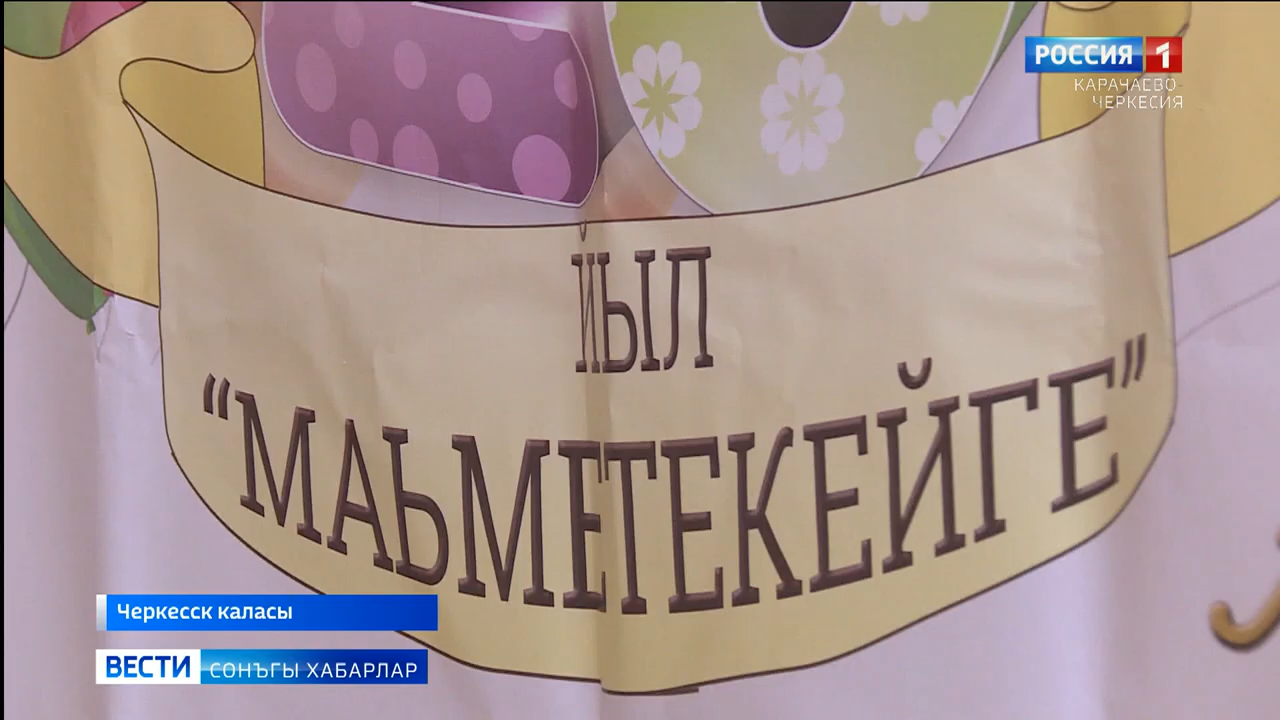 РОССИЯ 1
КАРАЧАЕВО-
ЧЕРКЕСИЯ
ЙЫЛ
“МАЬМЕТЕКЕЙГЕ”
Черкесск каласы
ВЕСТИ СОНЪГЫ ХАБАРЛАР